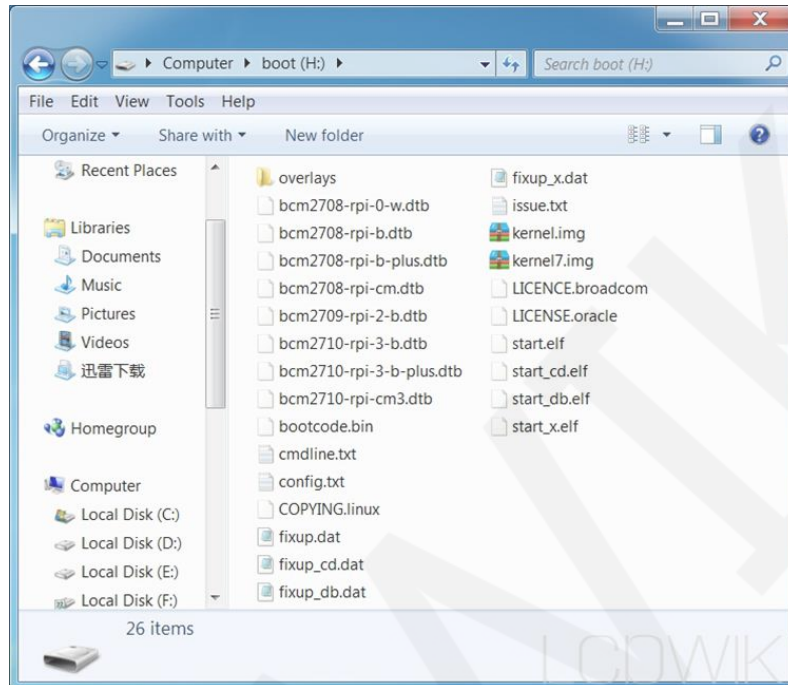 Computer boot (H:)
Search boot (H:)
File Edit View Tools Help
Organize Share with New folder
Recent Places
Libraries
Documents
Music
Pictures
Videos
迅雷下载
Homegroup
Computer
Local Disk (C:)
Local Disk (D:)
Local Disk (E:)
Local Disk (F:)
overlays
bcm2708-rpi-0-w.dtb
bcm2708-rpi-b.dtb
bcm2708-rpi-b-plus.dtb
bcm2708-rpi-cm.dtb
bcm2709-rpi-2-b.dtb
bcm2710-rpi-3-b.dtb
bcm2710-rpi-3-b-plus.dtb
bcm2710-rpi-cm3.dtb
bootcode.bin
cmdline.txt
config.txt
COPYING.linux
fixup.dat
fixup_cd.dat
fixup_db.dat
fixup_x.dat
issue.txt
kernel.img
kernel7.img
LICENCE.broadcom
LICENSE.oracle
start.elf
start_cd.elf
start_db.elf
start_x.elf
26 items
LCDWIK